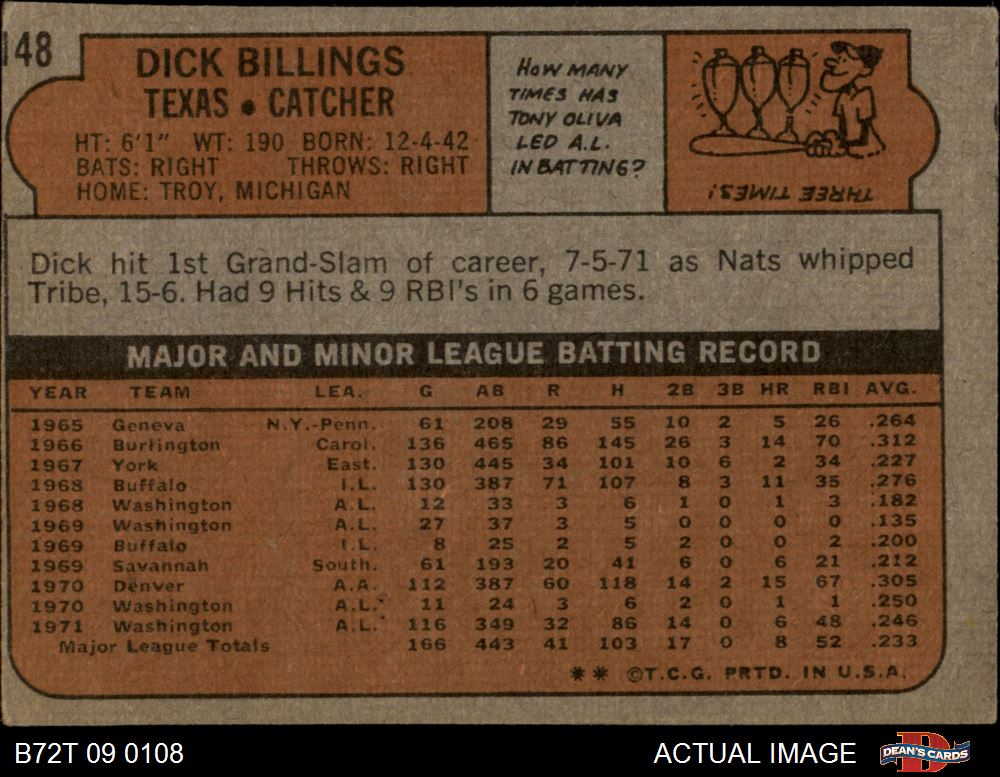 148
DICK BILLINGS
TEXAS • CATCHER
HT: 6'1" WT: 190 BORN: 12-4-42
BATS: RIGHT THROWS: RIGHT
HOME: TROY, MICHIGAN
HOW MANY
TIMES HAS
TONY OLIVA
LED A.L.
IN BATTING?
THREE TIMES!
Dick hit 1st Grand-Slam of career, 7-5-71 as Nats whipped
Tribe, 15-6. Had 9 Hits & 9 RBI's in 6 games.
MAJOR AND MINOR LEAGUE BATTING RECORD
YEAR TEAM LEA. G AB R H 2B 3B HR RBI AVG.
1965 Geneva N.Y.-Penn. 61 208 29 55 10 2 5 26 .264
1966 Burlington Carol. 136 465 86 145 26 3 14 70 .312
1967 York East. 130 445 34 101 10 6 2 34 .227
1968 Buffalo I.L. 130 387 71 107 8 3 11 35 .276
1968 Washington A.L. 12 33 3 6 1 0 1 3 .182
1969 Washington A.L. 27 37 3 5 0 0 0 0 .135
1969 Buffalo I.L. 8 25 2 5 2 0 0 2 .200
1969 Savannah South. 61 193 20 41 6 0 6 21 .212
1970 Denver A.A. 112 387 60 118 14 2 15 67 .305
1970 Washington A.L. 11 24 3 6 2 0 1 1 .250
1971 Washington A.L. 116 349 32 86 14 0 6 48 .246
Major League Totals 166 443 41 103 17 0 8 52 .233
** ©T.C.G. PRTD. IN U.S.A.
B72T 09 0108
ACTUAL IMAGE
DEAN'S CARDS